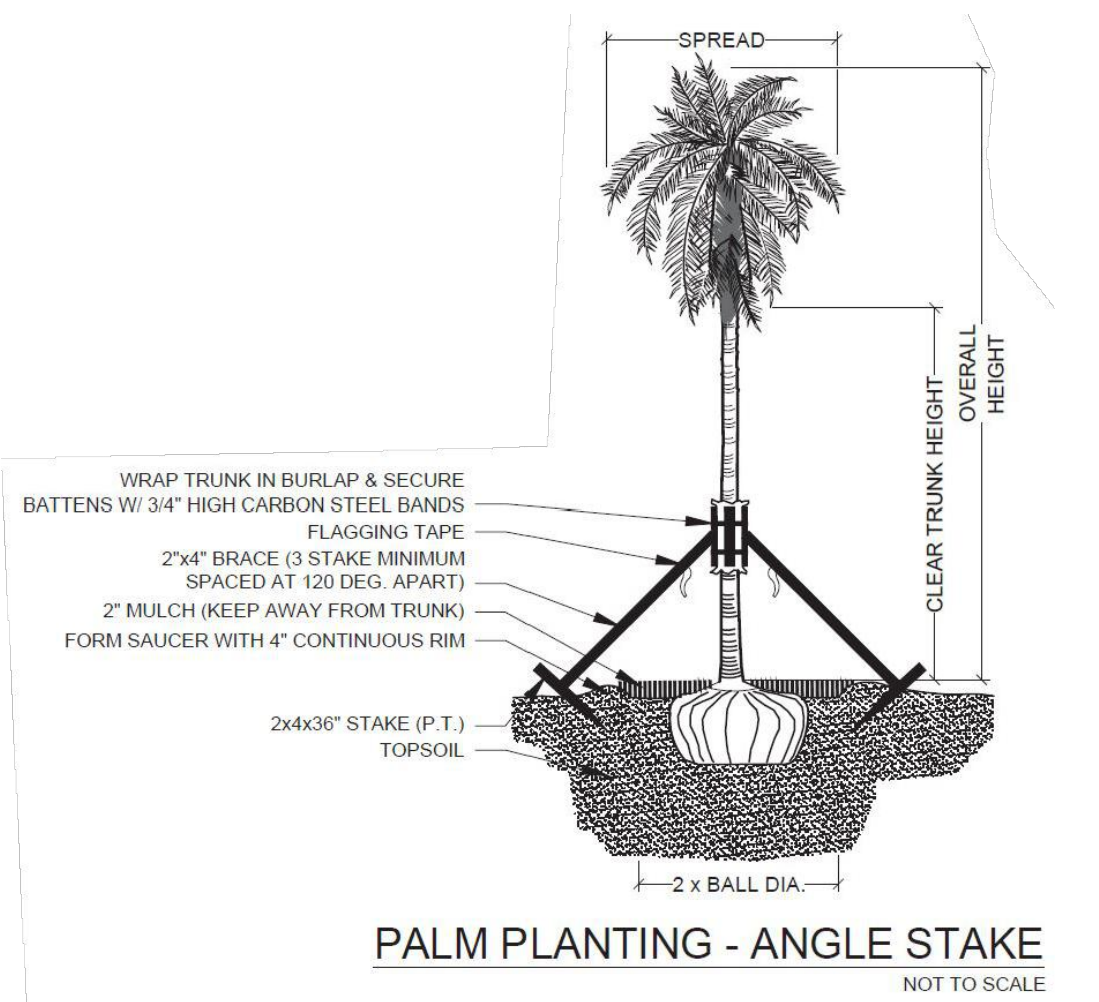 SPREAD
OVERALL
HEIGHT
CLEAR TRUNK HEIGHT
WRAP TRUNK IN BURLAP & SECURE
BATTENS W/ 3/4" HIGH CARBON STEEL BANDS
FLAGGING TAPE
2"x4" BRACE (3 STAKE MINIMUM
SPACED AT 120 DEG. APART)
2" MULCH (KEEP AWAY FROM TRUNK)
FORM SAUCER WITH 4" CONTINUOUS RIM
2x4x36" STAKE (P.T.)
TOPSOIL
2 x BALL DIA.
PALM PLANTING - ANGLE STAKE
NOT TO SCALE